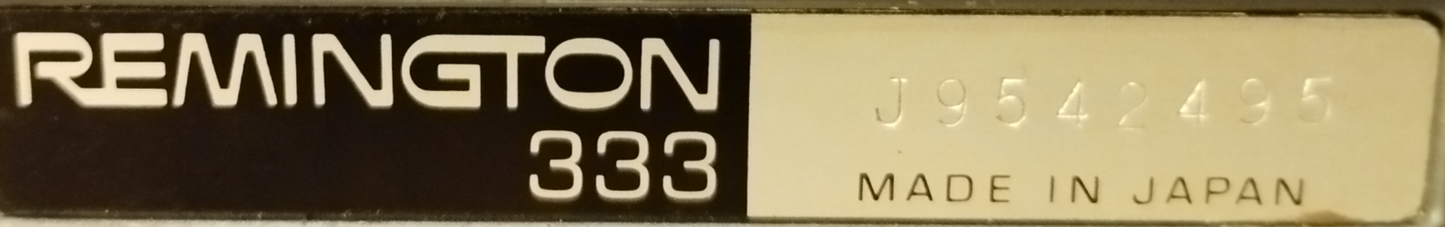 REMINGTON
333
J9542495
MADE IN JAPAN